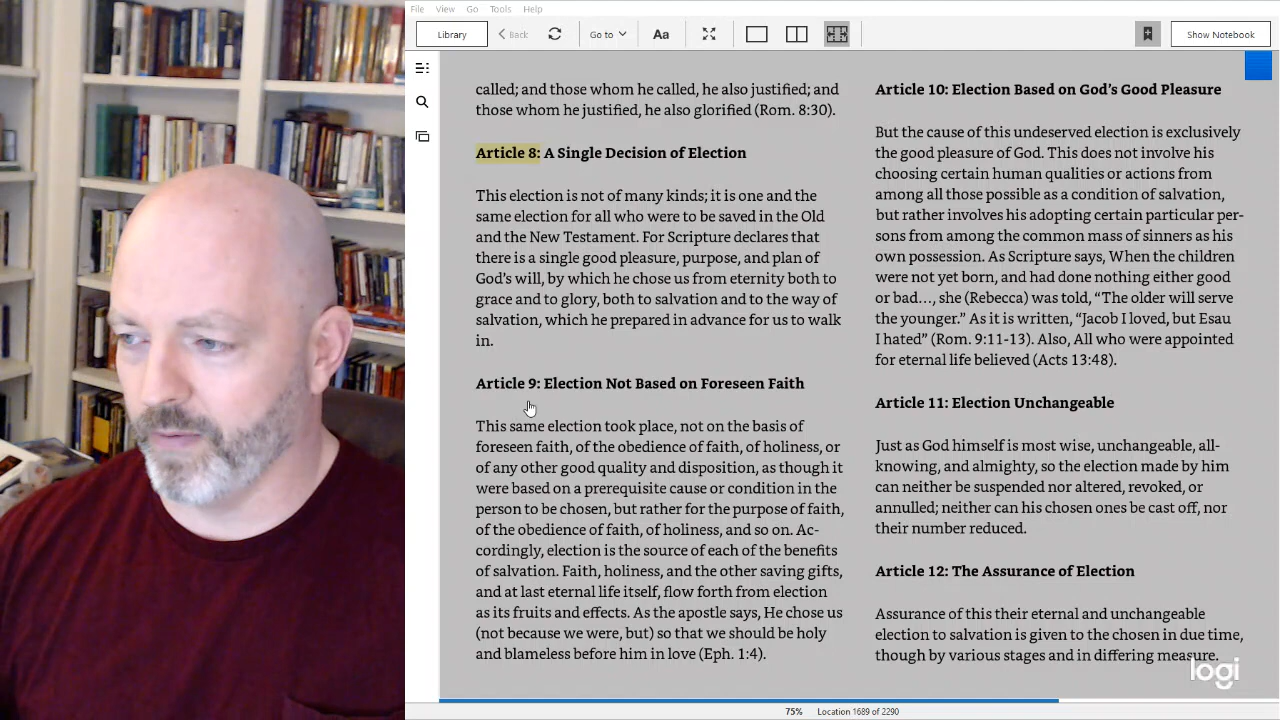 File View Go Tools Help
Library Back Go to Aa Show Notebook
called; and those whom he called, he also justified; and
those whom he justified, he also glorified (Rom. 8:30).
Article 8: A Single Decision of Election
This election is not of many kinds; it is one and the
same election for all who were to be saved in the Old
and the New Testament. For Scripture declares that
there is a single good pleasure, purpose, and plan of
God’s will, by which he chose us from eternity both to
grace and to glory, both to salvation and to the way of
salvation, which he prepared in advance for us to walk
in.
Article 9: Election Not Based on Foreseen Faith
This same election took place, not on the basis of
foreseen faith, of the obedience of faith, of holiness, or
of any other good quality and disposition, as though it
were based on a prerequisite cause or condition in the
person to be chosen, but rather for the purpose of faith,
of the obedience of faith, of holiness, and so on. Ac-
cordingly, election is the source of each of the benefits
of salvation. Faith, holiness, and the other saving gifts,
and at last eternal life itself, flow forth from election
as its fruits and effects. As the apostle says, He chose us
(not because we were, but) so that we should be holy
and blameless before him in love (Eph. 1:4).
Article 10: Election Based on God’s Good Pleasure
But the cause of this undeserved election is exclusively
the good pleasure of God. This does not involve his
choosing certain human qualities or actions from
among all those possible as a condition of salvation,
but rather involves his adopting certain particular per-
sons from among the common mass of sinners as his
own possession. As Scripture says, When the children
were not yet born, and had done nothing either good
or bad…, she (Rebecca) was told, “The older will serve
the younger.” As it is written, “Jacob I loved, but Esau
I hated” (Rom. 9:11-13). Also, All who were appointed
for eternal life believed (Acts 13:48).
Article 11: Election Unchangeable
Just as God himself is most wise, unchangeable, all-
knowing, and almighty, so the election made by him
can neither be suspended nor altered, revoked, or
annulled; neither can his chosen ones be cast off, nor
their number reduced.
Article 12: The Assurance of Election
Assurance of this their eternal and unchangeable
election to salvation is given to the chosen in due time,
though by various stages and in differing measure.
logi
75% Location 1689 of 2290